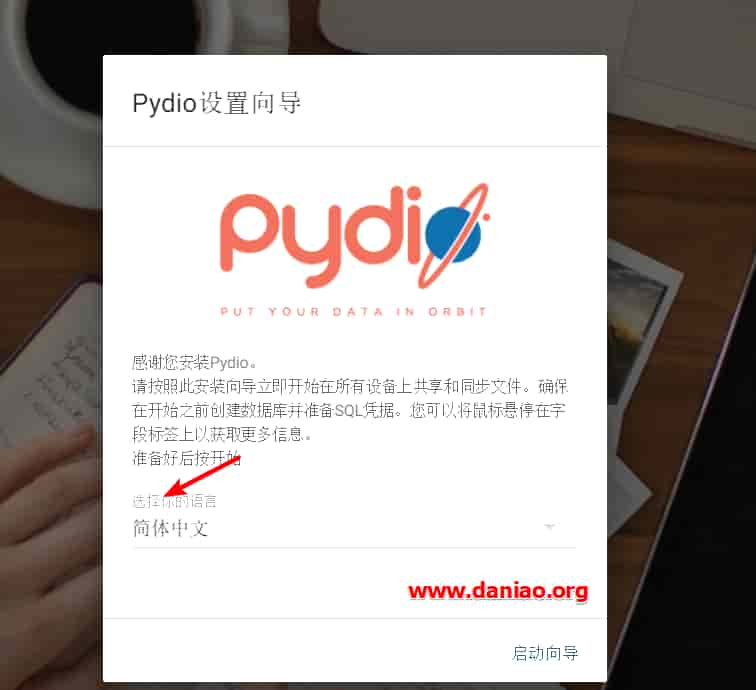 Pydio设置向导
pydio
PUT YOUR DATA IN ORBIT
感谢您安装Pydio。
请按照此安装向导立即开始在所有设备上共享和同步文件。确保
在开始之前创建数据库并准备SQL凭据。您可以将鼠标悬停在字
段标签上以获取更多信息。
准备好后按开始
选择你的语言
简体中文
www.daniao.org
启动向导